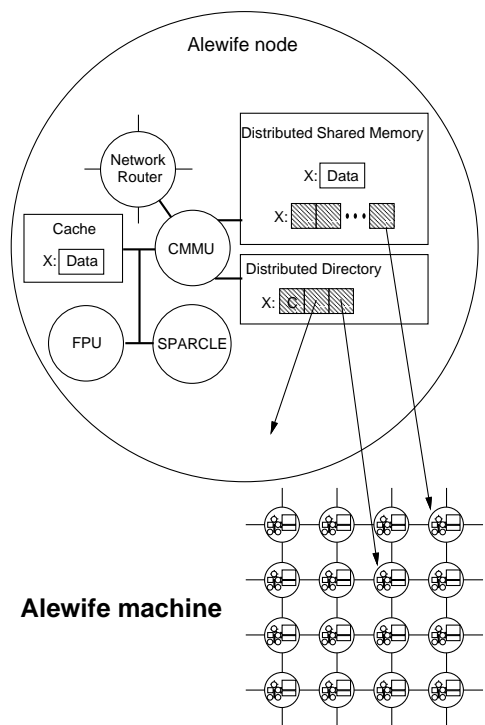 Alewife node
Distributed Shared Memory
Network
Router
X: Data
X:
Cache
X: Data
CMMU
Distributed Directory
X: C
FPU
SPARCLE
Alewife machine